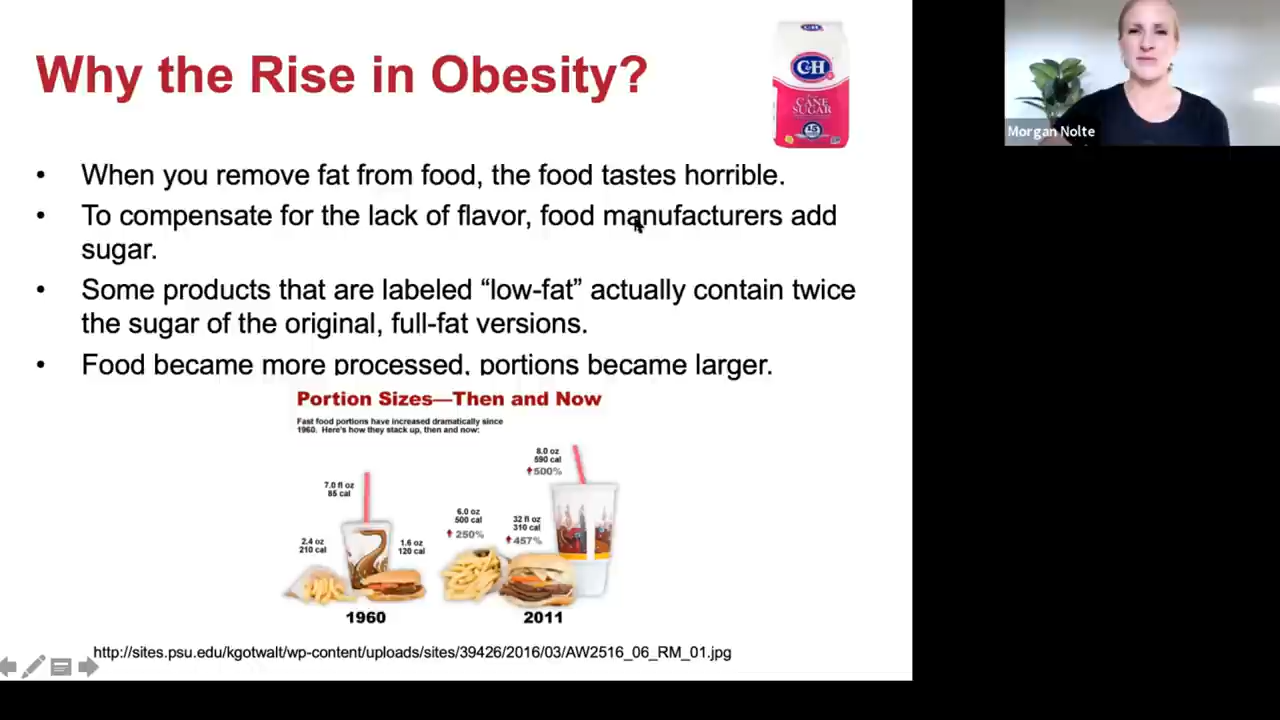 Why the Rise in Obesity?
C&H
CANE
SUGAR
Morgan Nolte
• When you remove fat from food, the food tastes horrible.
• To compensate for the lack of flavor, food manufacturers add
sugar.
• Some products that are labeled “low-fat” actually contain twice
the sugar of the original, full-fat versions.
• Food became more processed, portions became larger.
Portion Sizes—Then and Now
Fast food portions have increased dramatically since
1960. Here's how they stack up, then and now:
7.0 fl oz
85 cal
2.4 oz
210 cal
1.6 oz
120 cal
1960
6.0 oz
500 cal
250%
32 fl oz
310 cal
457%
8.0 oz
590 cal
500%
2011
http://sites.psu.edu/kgotwalt/wp-content/uploads/sites/39426/2016/03/AW2516_06_RM_01.jpg